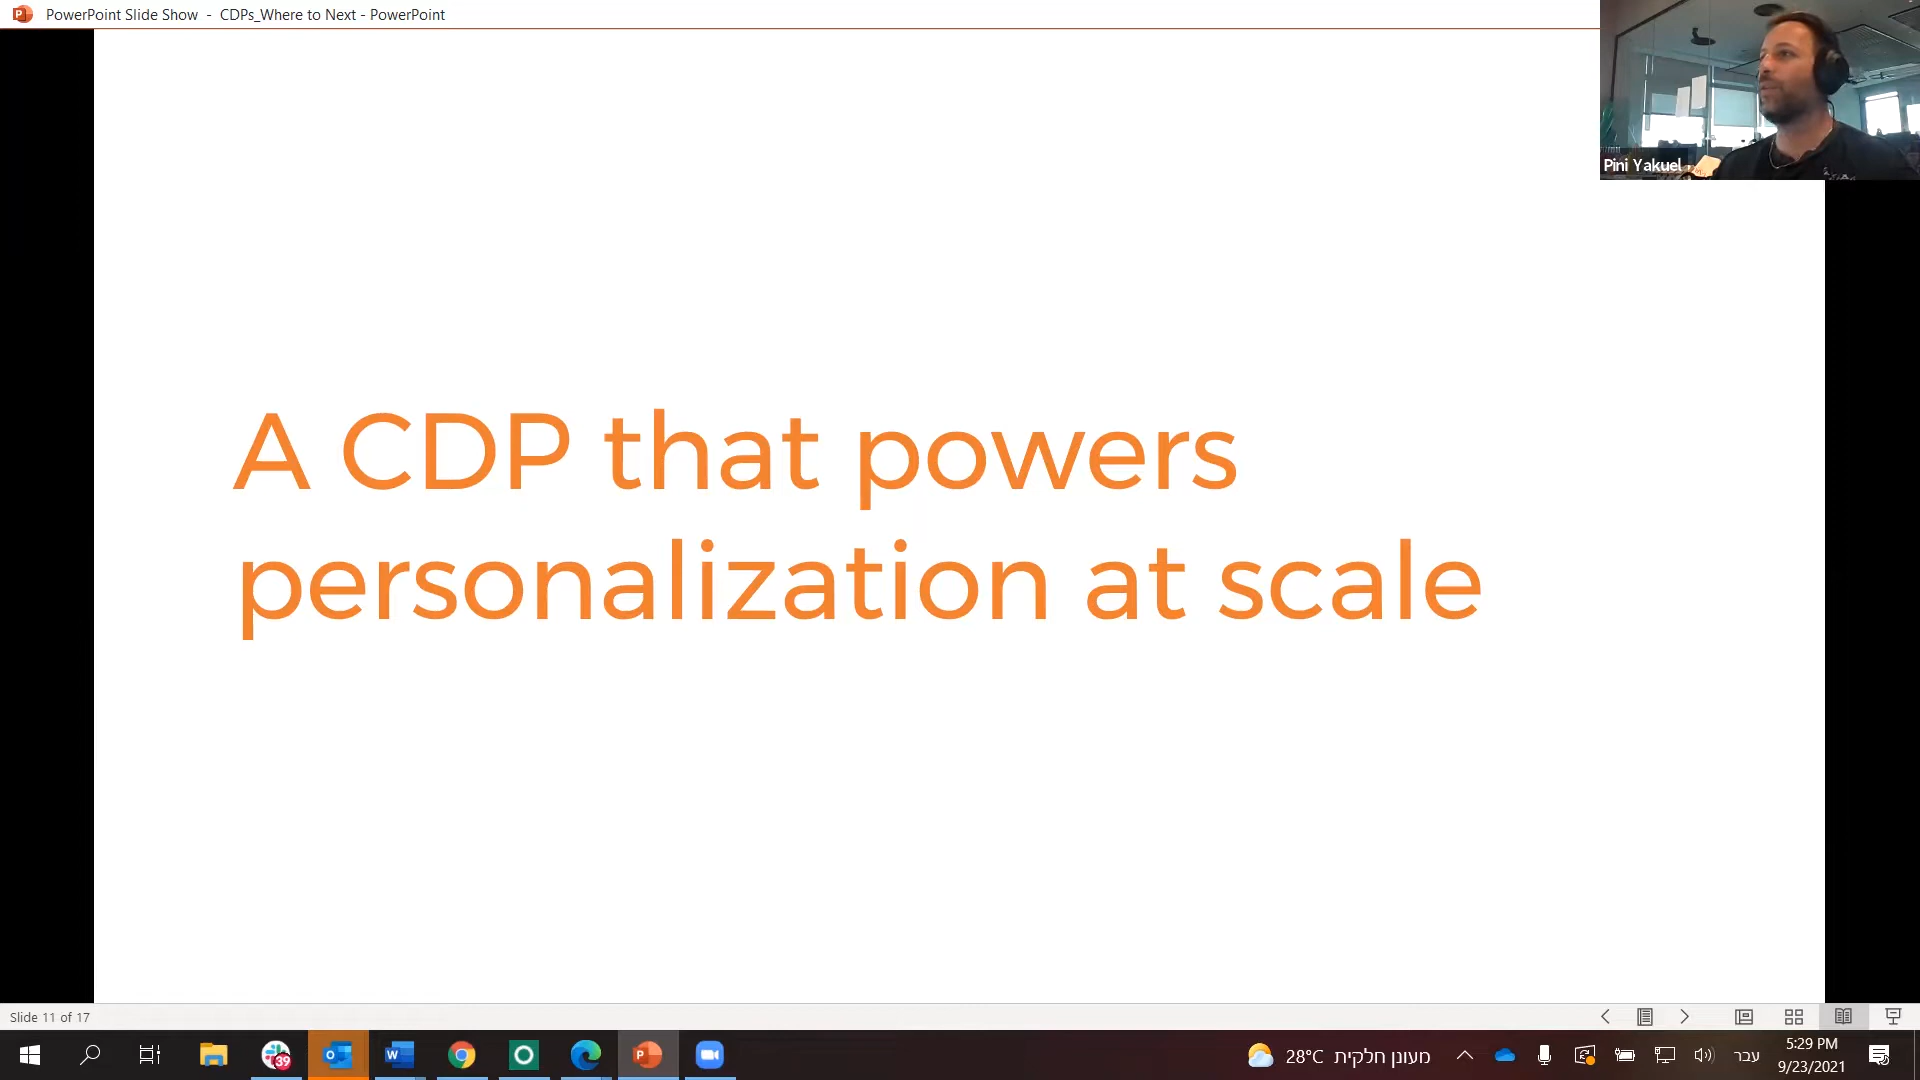 PowerPoint Slide Show - CDPs_Where to Next - PowerPoint
Pini Yakuel
A CDP that powers
personalization at scale
Slide 11 of 17
39
28°C מעונן חלקית
עבר
5:29 PM
9/23/2021